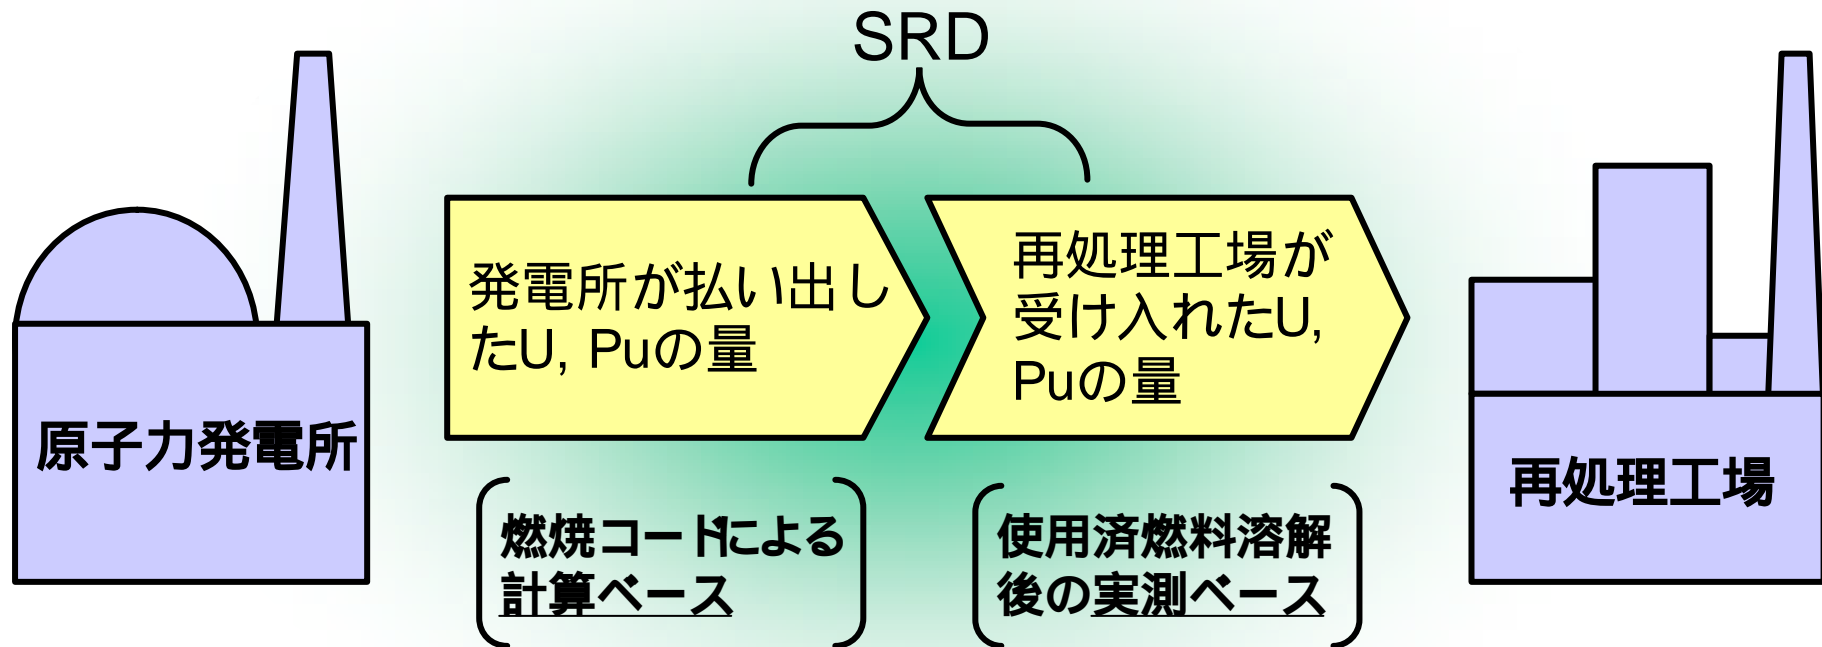 SRD
発電所が払い出し
たU, Puの量
再処理工場が
受け入れたU,
Puの量
原子力発電所
再処理工場
燃焼コードによる
計算ベース
使用済燃料溶解
後の実測ベース